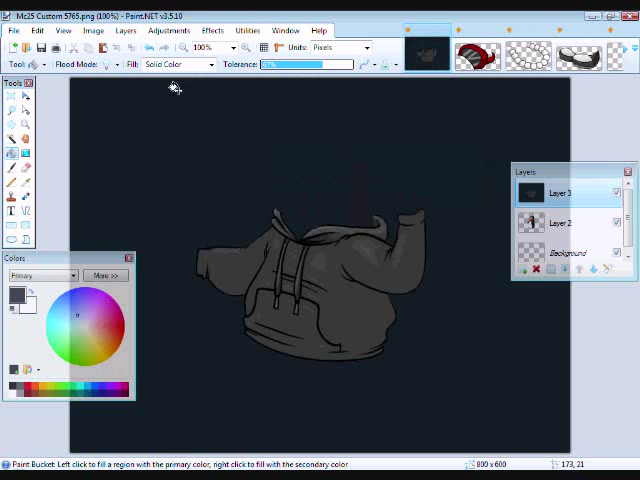 Mc25 Custom 5765.png (100%) - Paint.NET v3.5.10
File Edit View Image Layers Adjustments Effects Utilities Window Help
100% Units: Pixels
Tool: Flood Mode: Fill: Solid Color Tolerance: 67%
Tools
Layers
Layer 3
Layer 2
Background
Colors
Primary More >>
Paint Bucket: Left click to fill a region with the primary color, right click to fill with the secondary color 800 x 600 173, 21